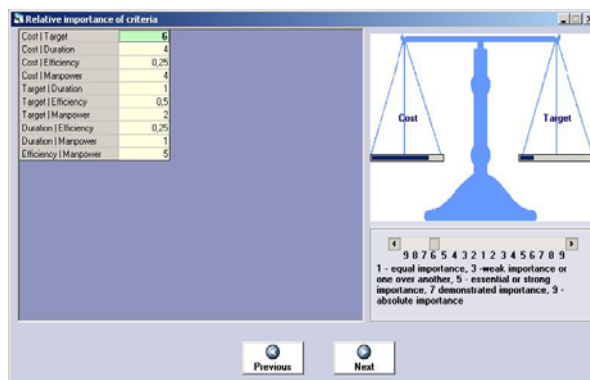 Relative importance of criteria
Cost | Target 6
Cost | Duration 4
Cost | Efficiency 0,25
Cost | Manpower 4
Target | Duration 1
Target | Efficiency 0,5
Target | Manpower 2
Duration | Efficiency 0,25
Duration | Manpower 1
Efficiency | Manpower 5
Cost
Target
9 8 7 6 5 4 3 2 1 2 3 4 5 6 7 8 9
1 - equal importance, 3 -weak importance or
one over another, 5 - essential or strong
importance, 7 demonstrated importance, 9 -
absolute importance
Previous
Next